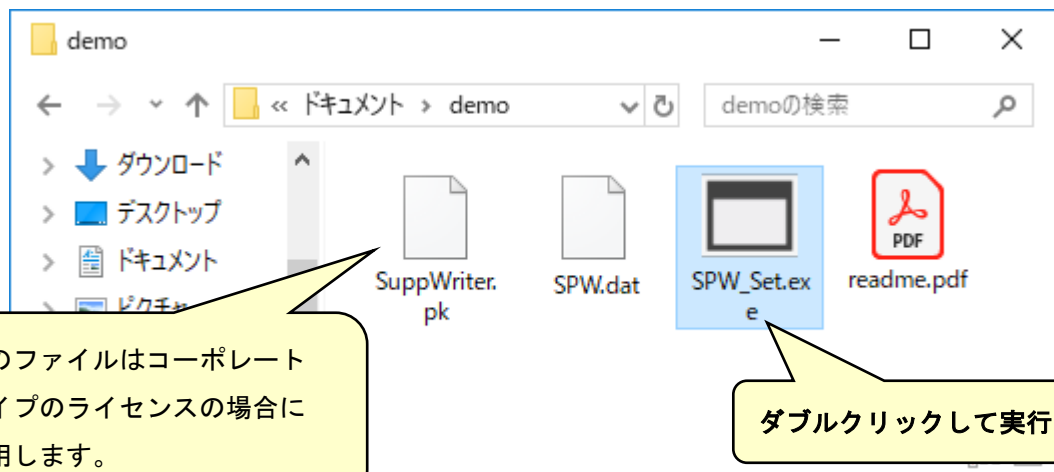 demo
« ドキュメント › demo
demoの検索
ダウンロード
デスクトップ
ドキュメント
ピクチャ
SuppWriter.
pk
SPW.dat
SPW_Set.ex
e
PDF
readme.pdf
のファイルはコーポレート
イプのライセンスの場合に
用します。
ダブルクリックして実行